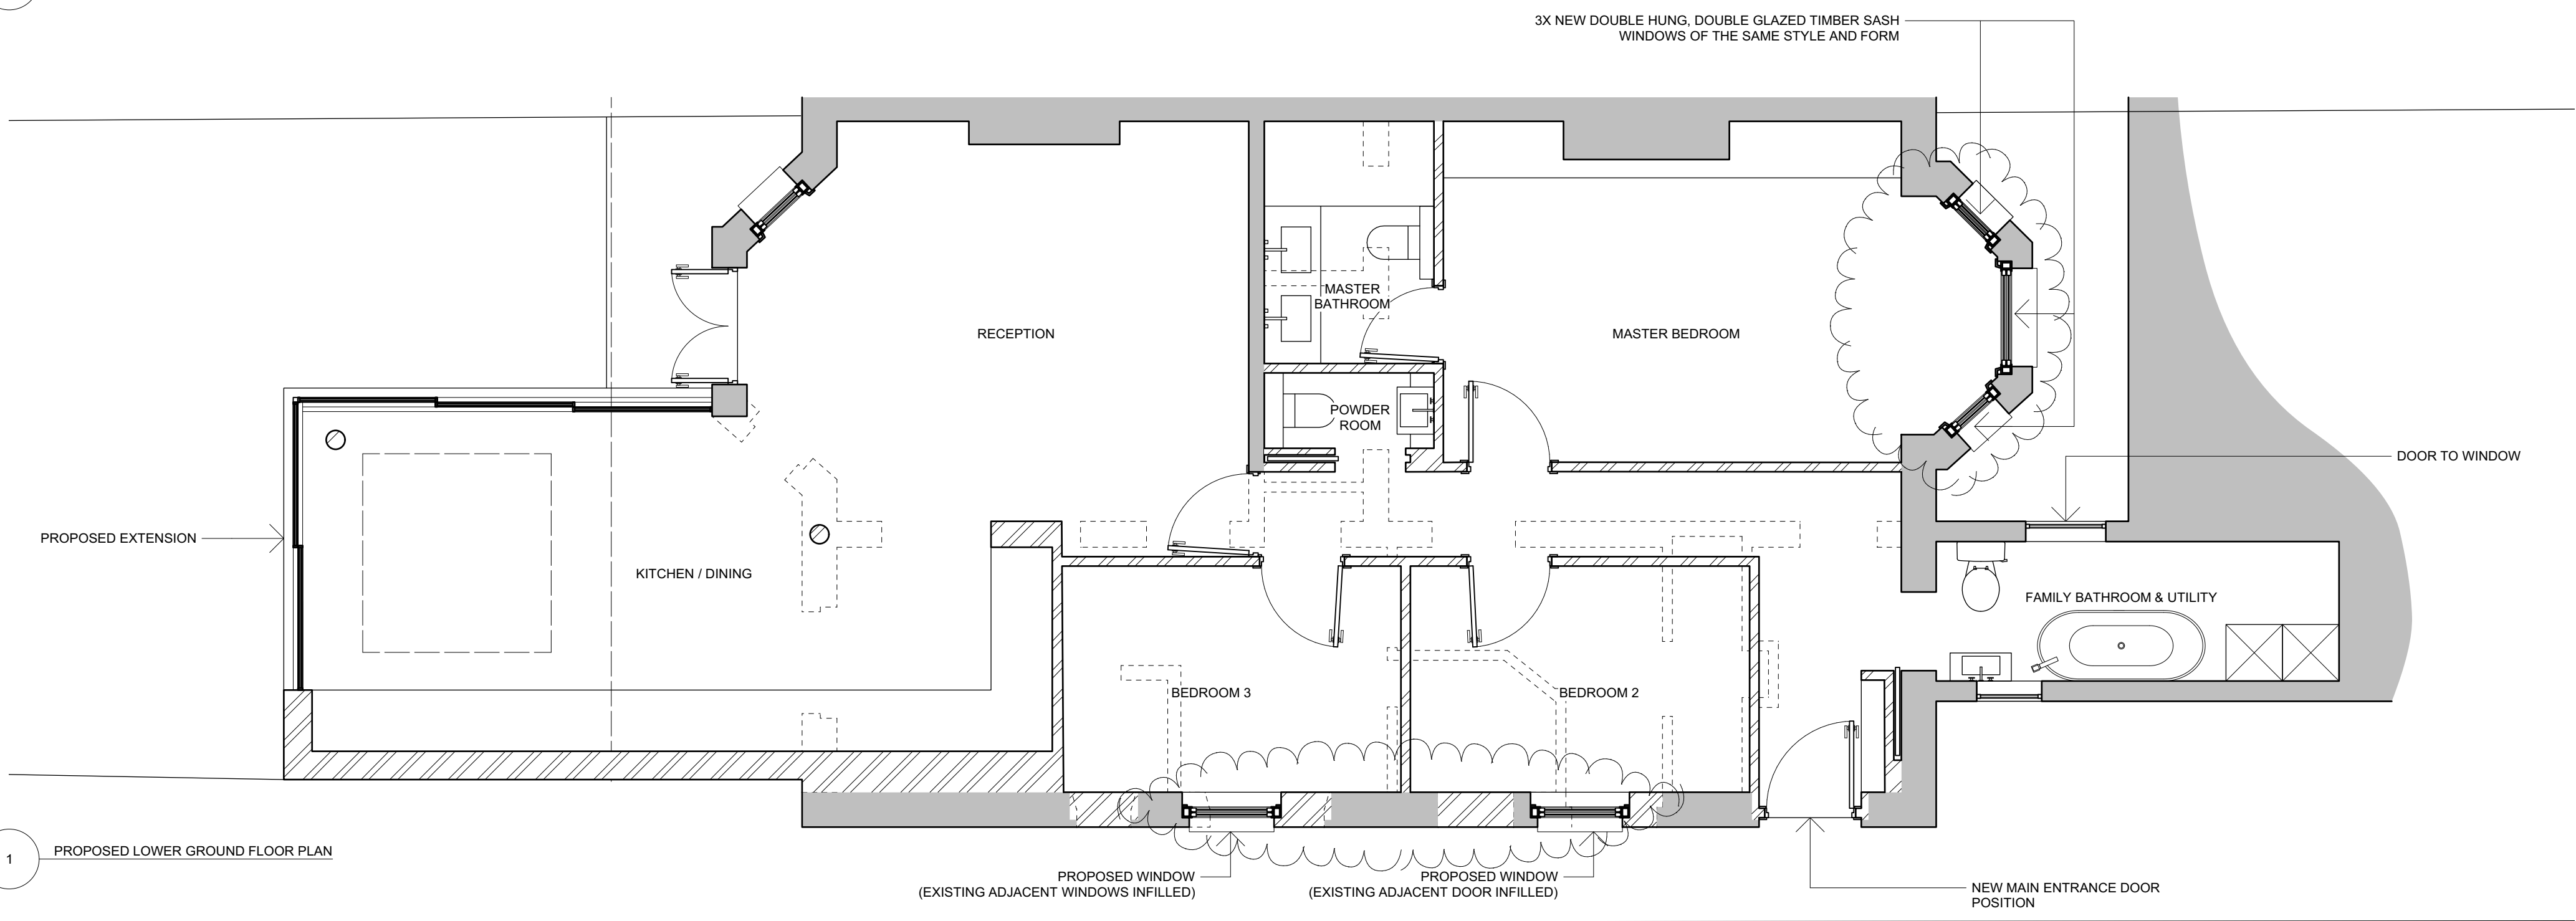 3X NEW DOUBLE HUNG, DOUBLE GLAZED TIMBER SASH
WINDOWS OF THE SAME STYLE AND FORM
RECEPTION
MASTER
BATHROOM
MASTER BEDROOM
POWDER
ROOM
DOOR TO WINDOW
PROPOSED EXTENSION
KITCHEN / DINING
FAMILY BATHROOM & UTILITY
BEDROOM 3
BEDROOM 2
1
PROPOSED LOWER GROUND FLOOR PLAN
PROPOSED WINDOW
(EXISTING ADJACENT WINDOWS INFILLED)
PROPOSED WINDOW
(EXISTING ADJACENT DOOR INFILLED)
NEW MAIN ENTRANCE DOOR
POSITION